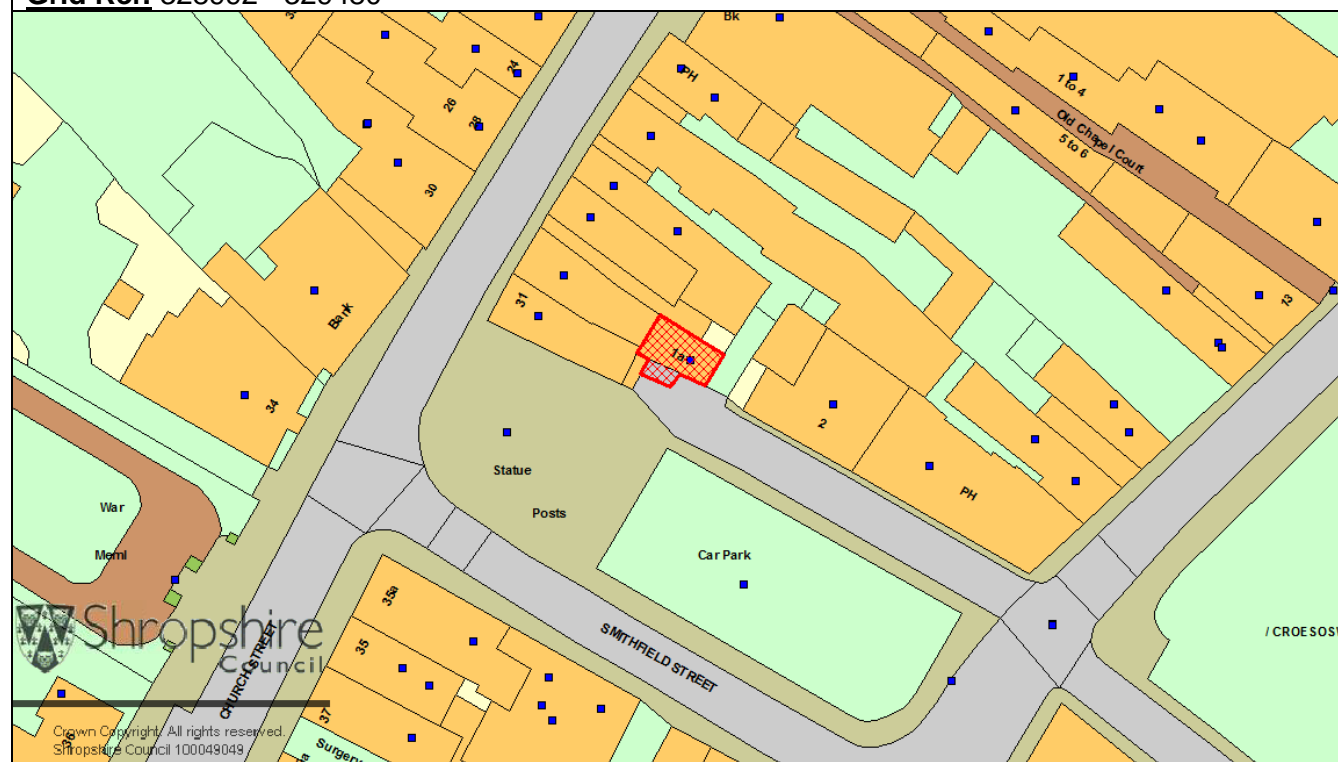 Bk
PH
24
26
28
30
1 to 4
Old Chapel Court
5 to 6
13
31
Bank
34
1a
2
PH
Statue
Posts
War
Meml
Car Park
SMITHFIELD STREET
35a
35
37
CHURCH STREET
36
Surgery
/ CROESOSW
Shropshire
Council
Crown Copyright. All rights reserved.
Shropshire Council 100049049